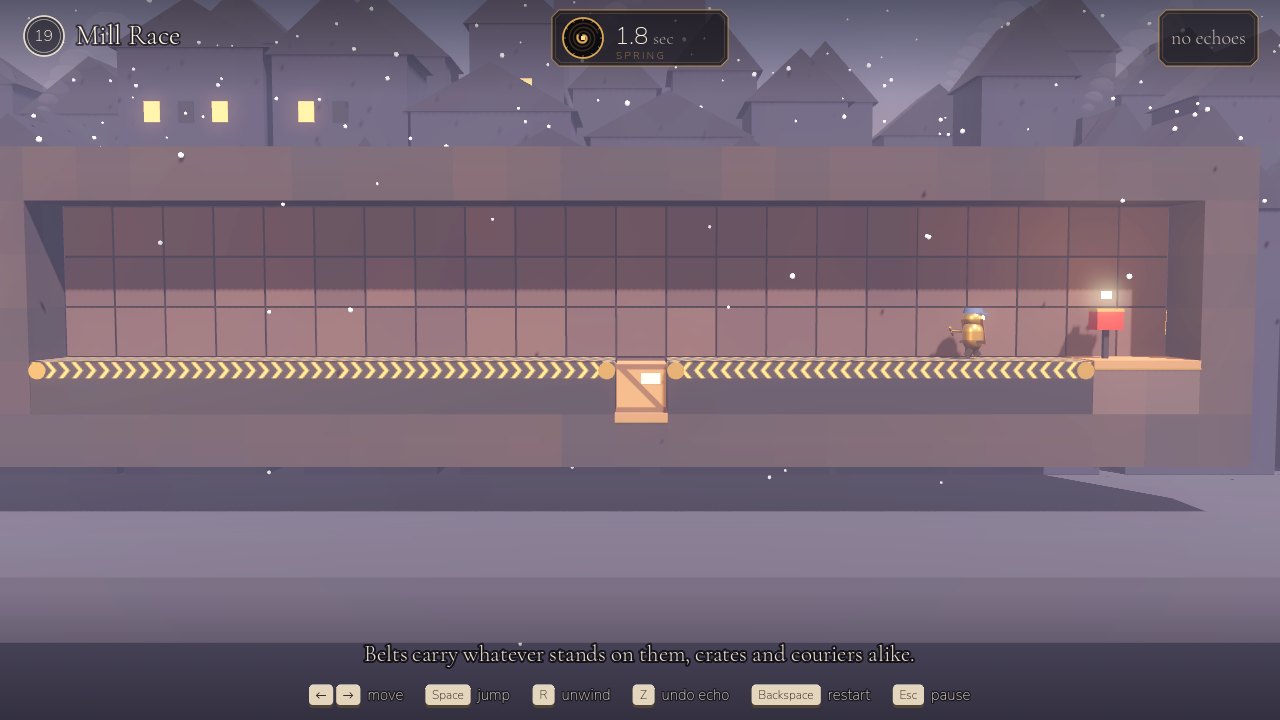 19 Mill Race
1.8 sec
SPRING
no echoes
Belts carry whatever stands on them, crates and couriers alike.
← → move Space jump R unwind Z undo echo Backspace restart Esc pause